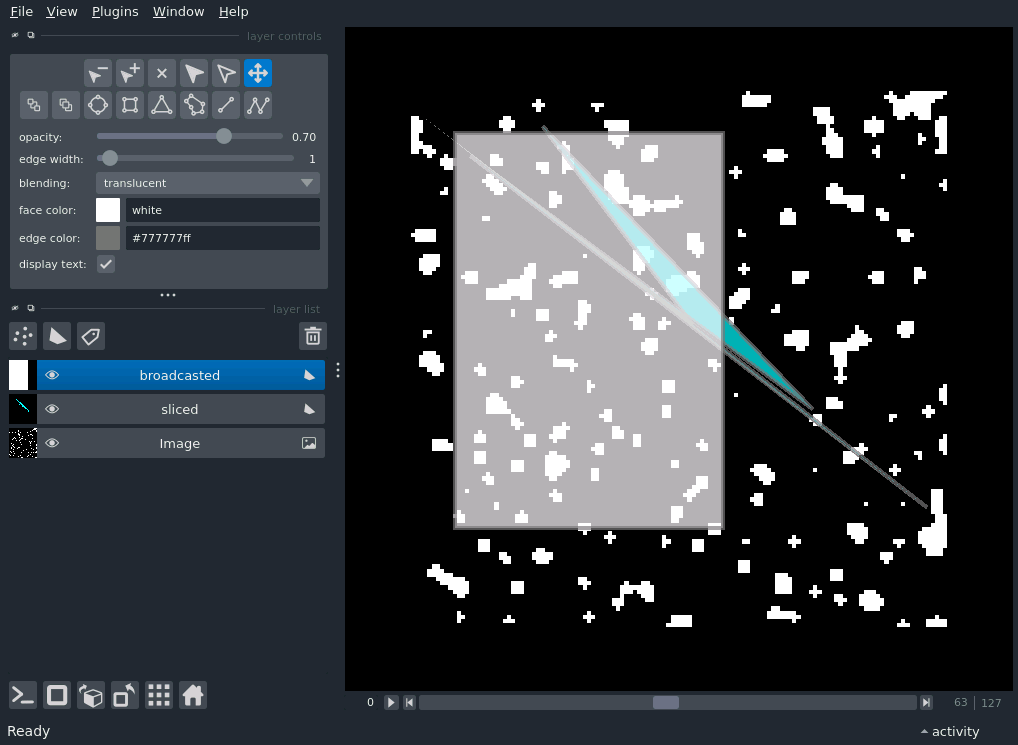 File View Plugins Window Help
layer controls
opacity: 0.70
edge width: 1
blending: translucent
face color: white
edge color: #777777ff
display text:
layer list
broadcasted
sliced
Image
0 63 | 127
Ready activity